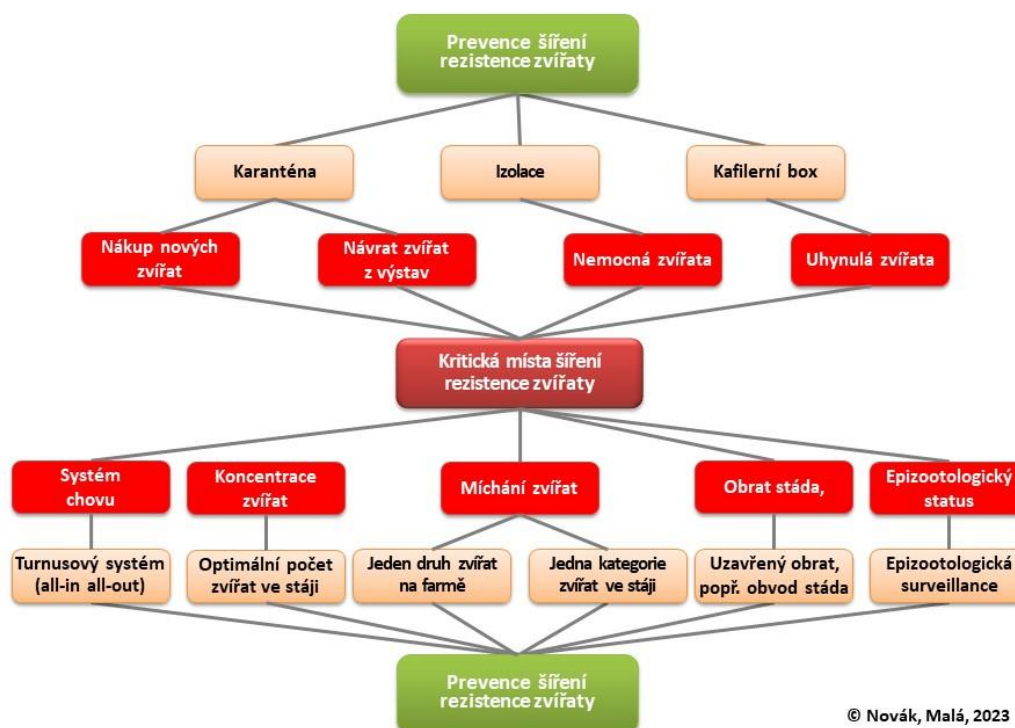 Prevence šíření
rezistence zvířaty
Karanténa
Izolace
Kafilerní box
Nákup nových
zvířat
Návrat zvířat
z výstav
Nemocná zvířata
Uhynulá zvířata
Kritická místa šíření
rezistence zvířaty
Systém
chovu
Koncentrace
zvířat
Míchání zvířat
Obrat stáda,
Epizootologický
status
Turnusový systém
(all-in all-out)
Optimální počet
zvířat ve stáji
Jeden druh zvířat
na farmě
Jedna kategorie
zvířat ve stáji
Uzavřený obrat,
popř. obvod stáda
Epizootologická
surveillance
Prevence šíření
rezistence zvířaty
© Novák, Malá, 2023